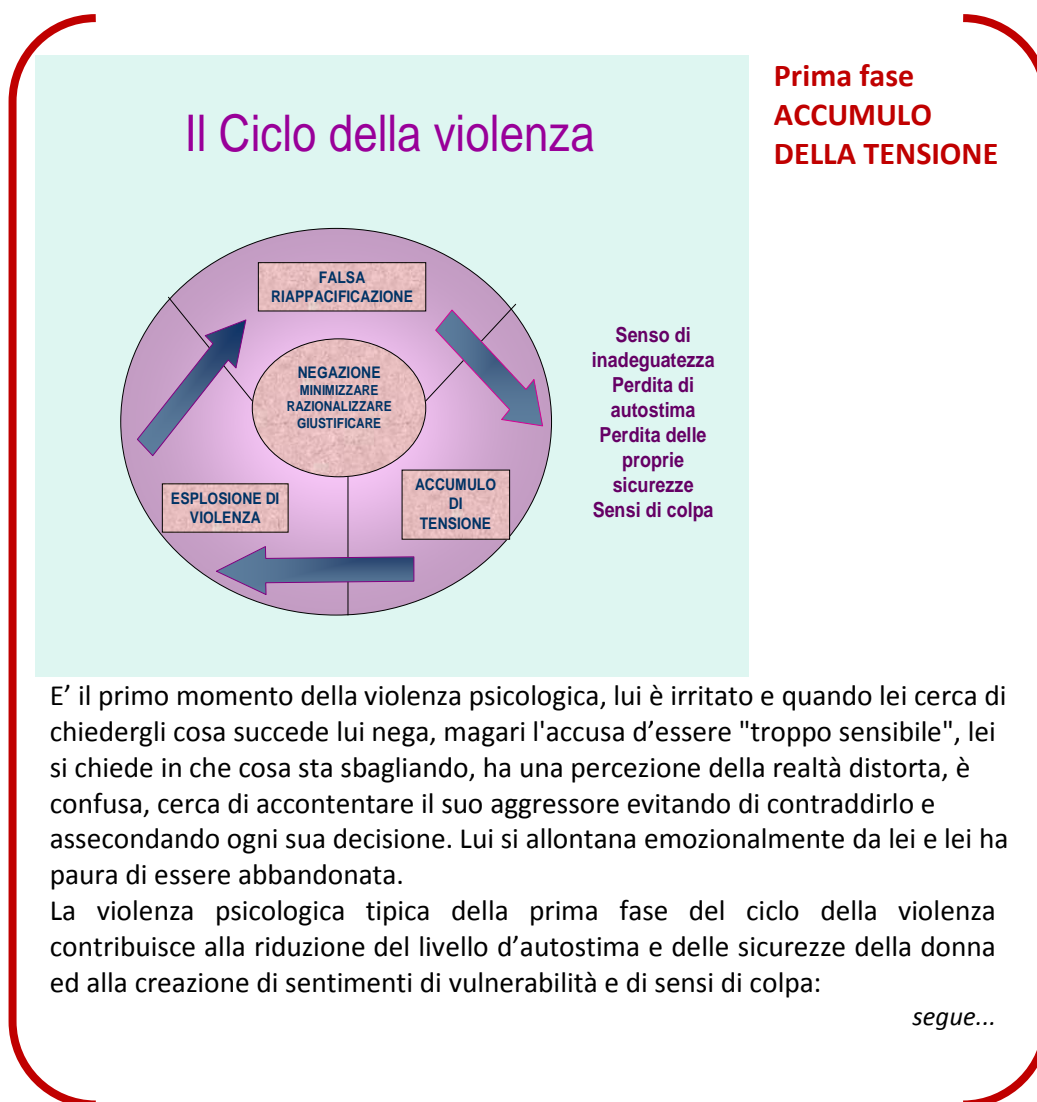 Prima fase
ACCUMULO
DELLA TENSIONE
Il Ciclo della violenza
FALSA
RIAPPACIFICAZIONE
NEGAZIONE
MINIMIZZARE
RAZIONALIZZARE
GIUSTIFICARE
ESPLOSIONE DI
VIOLENZA
ACCUMULO
DI
TENSIONE
Senso di
inadeguatezza
Perdita di
autostima
Perdita delle
proprie
sicurezze
Sensi di colpa
E’ il primo momento della violenza psicologica, lui è irritato e quando lei cerca di
chiedergli cosa succede lui nega, magari l'accusa d’essere "troppo sensibile", lei
si chiede in che cosa sta sbagliando, ha una percezione della realtà distorta, è
confusa, cerca di accontentare il suo aggressore evitando di contraddirlo e
assecondando ogni sua decisione. Lui si allontana emozionalmente da lei e lei ha
paura di essere abbandonata.
La violenza psicologica tipica della prima fase del ciclo della violenza
contribuisce alla riduzione del livello d’autostima e delle sicurezze della donna
ed alla creazione di sentimenti di vulnerabilità e di sensi di colpa:
segue...